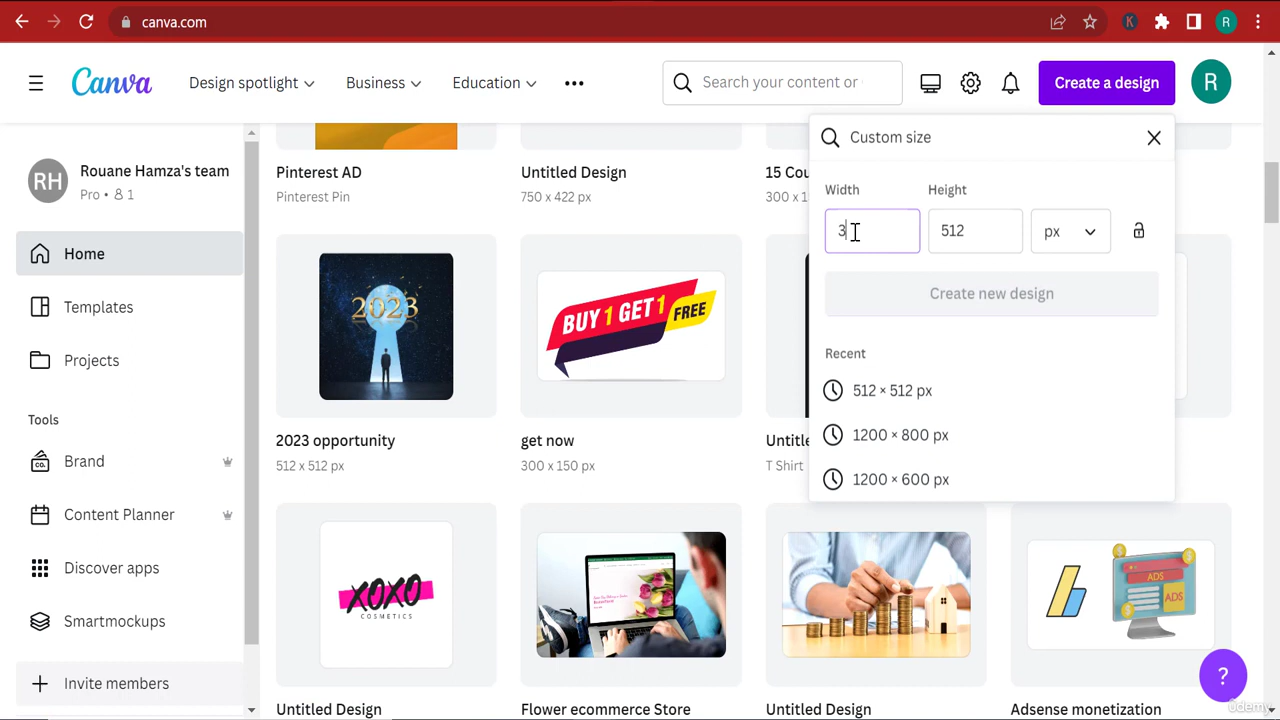 canva.com
K
R
Canva
Design spotlight
Business
Education
Search your content or
Create a design
R
RH
Rouane Hamza's team
Pro • 1
Home
Templates
Projects
Tools
Brand
CO.
Content Planner
Discover apps
Smartmockups
Invite members
Pinterest AD
Pinterest Pin
Untitled Design
750 x 422 px
15 Cou
300 x 1
Custom size
Width
Height
3
512
px
Create new design
Recent
512 × 512 px
1200 × 800 px
1200 × 600 px
2023
2023 opportunity
512 x 512 px
BUY 1 GET 1
FREE
get now
300 x 150 px
Untitle
T Shirt
XOXO
COSMETICS
Untitled Design
Flower ecommerce Store
Untitled Design
ADS
ADS
Adsense monetization
?
ûdemy